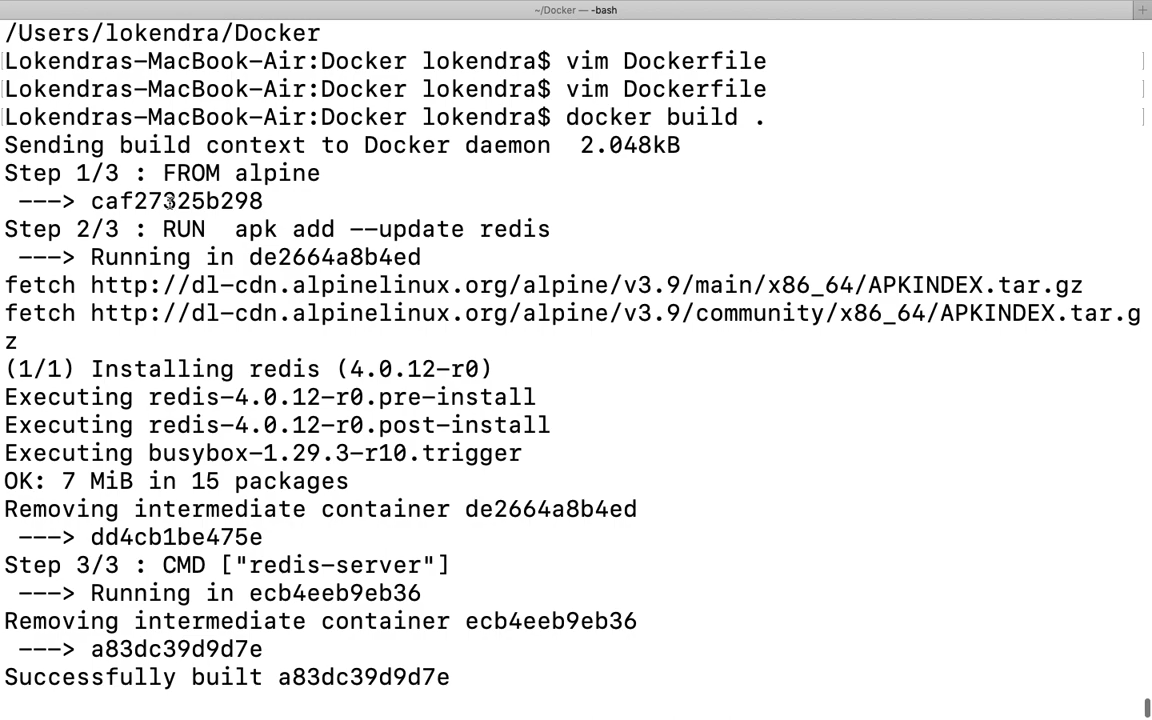 ~/Docker — -bash
/Users/lokendra/Docker
Lokendras-MacBook-Air:Docker lokendra$ vim Dockerfile
Lokendras-MacBook-Air:Docker lokendra$ vim Dockerfile
Lokendras-MacBook-Air:Docker lokendra$ docker build .
Sending build context to Docker daemon  2.048kB
Step 1/3 : FROM alpine
 ---> caf27325b298
Step 2/3 : RUN  apk add --update redis
 ---> Running in de2664a8b4ed
fetch http://dl-cdn.alpinelinux.org/alpine/v3.9/main/x86_64/APKINDEX.tar.gz
fetch http://dl-cdn.alpinelinux.org/alpine/v3.9/community/x86_64/APKINDEX.tar.g
z
(1/1) Installing redis (4.0.12-r0)
Executing redis-4.0.12-r0.pre-install
Executing redis-4.0.12-r0.post-install
Executing busybox-1.29.3-r10.trigger
OK: 7 MiB in 15 packages
Removing intermediate container de2664a8b4ed
 ---> dd4cb1be475e
Step 3/3 : CMD ["redis-server"]
 ---> Running in ecb4eeb9eb36
Removing intermediate container ecb4eeb9eb36
 ---> a83dc39d9d7e
Successfully built a83dc39d9d7e